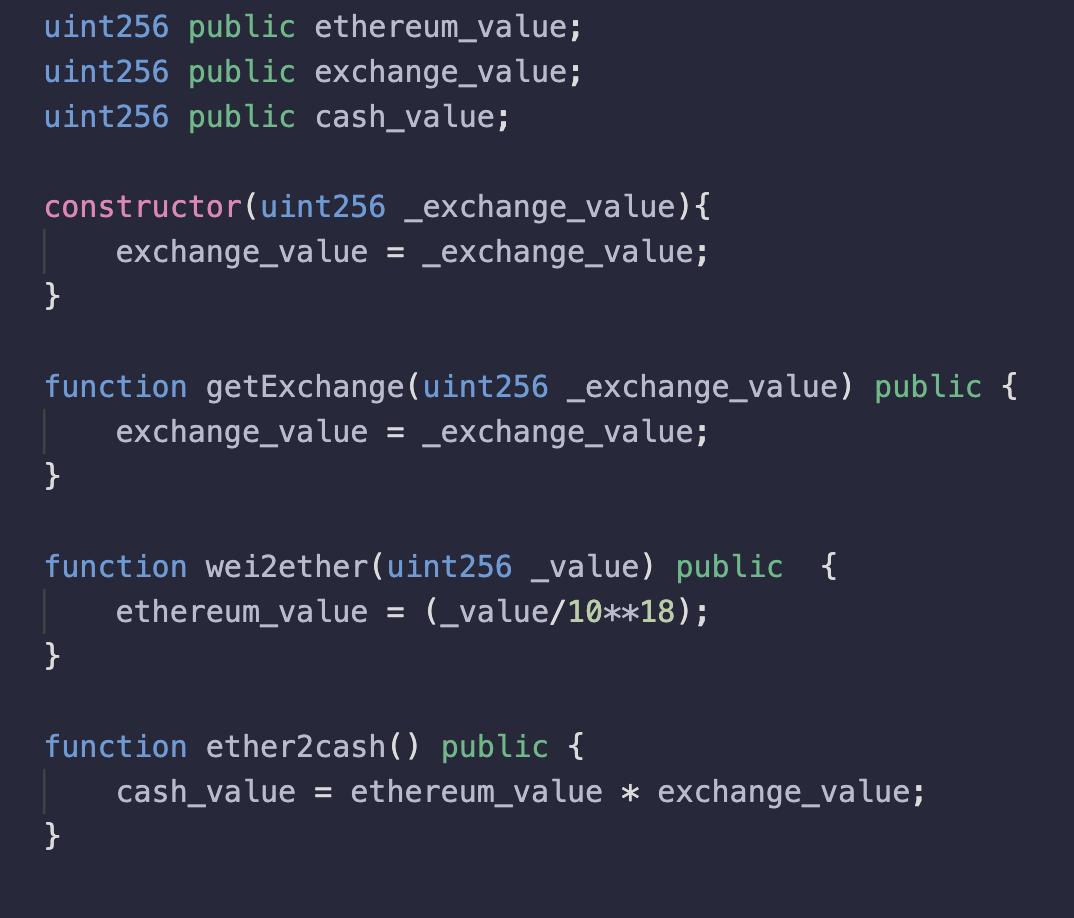 uint256 public ethereum_value;
uint256 public exchange_value;
uint256 public cash_value;
constructor(uint256 _exchange_value){
exchange_value = _exchange_value;
}
function getExchange(uint256 _exchange_value) public {
exchange_value = _exchange_value;
}
function wei2ether(uint256 _value) public  {
ethereum_value = (_value/10**18);
}
function ether2cash() public {
cash_value = ethereum_value * exchange_value;
}